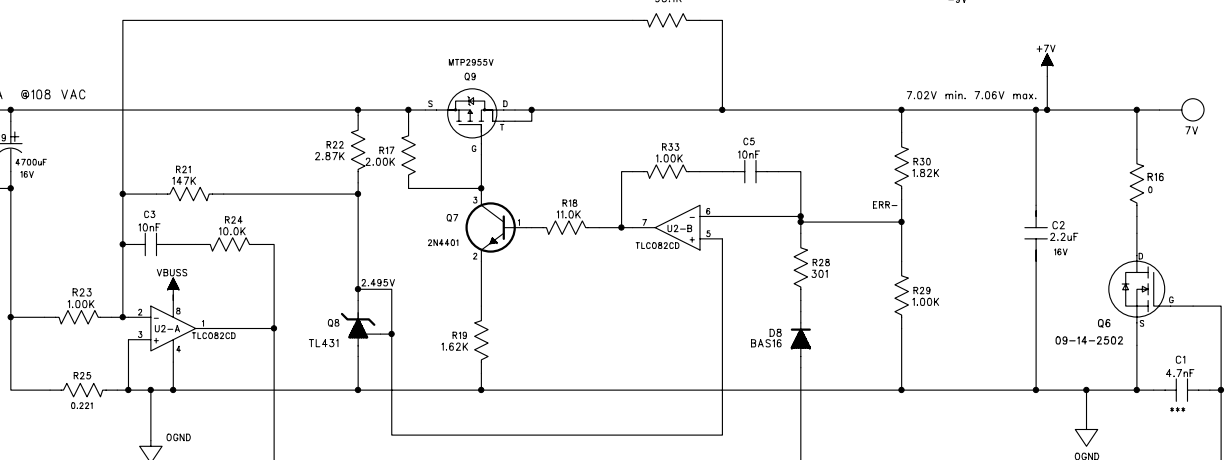 -9V
MTP2955V
Q9
+7V
A @108 VAC
S
D
7.02V min. 7.06V max.
T
7V
9
+
4700uF
16V
G
R22
2.87K
R17
2.00K
R33
1.00K
C5
10nF
R30
1.82K
R21
147K
R16
0
3
R18
11.0K
ERR-
C3
10nF
R24
10.0K
Q7
1
7
6
-
U2-B
+
5
2N4401
TLC082CD
2
C2
2.2uF
16V
D
R28
301
VBUSS
2.495V
R23
1.00K
R29
1.00K
G
8
2
-
U2-A
1
3
+
TLC082CD
4
Q8
TL431
S
Q6
09-14-2502
R19
1.62K
D8
BAS16
C1
4.7nF
***
R25
0.221
OGND
OGND